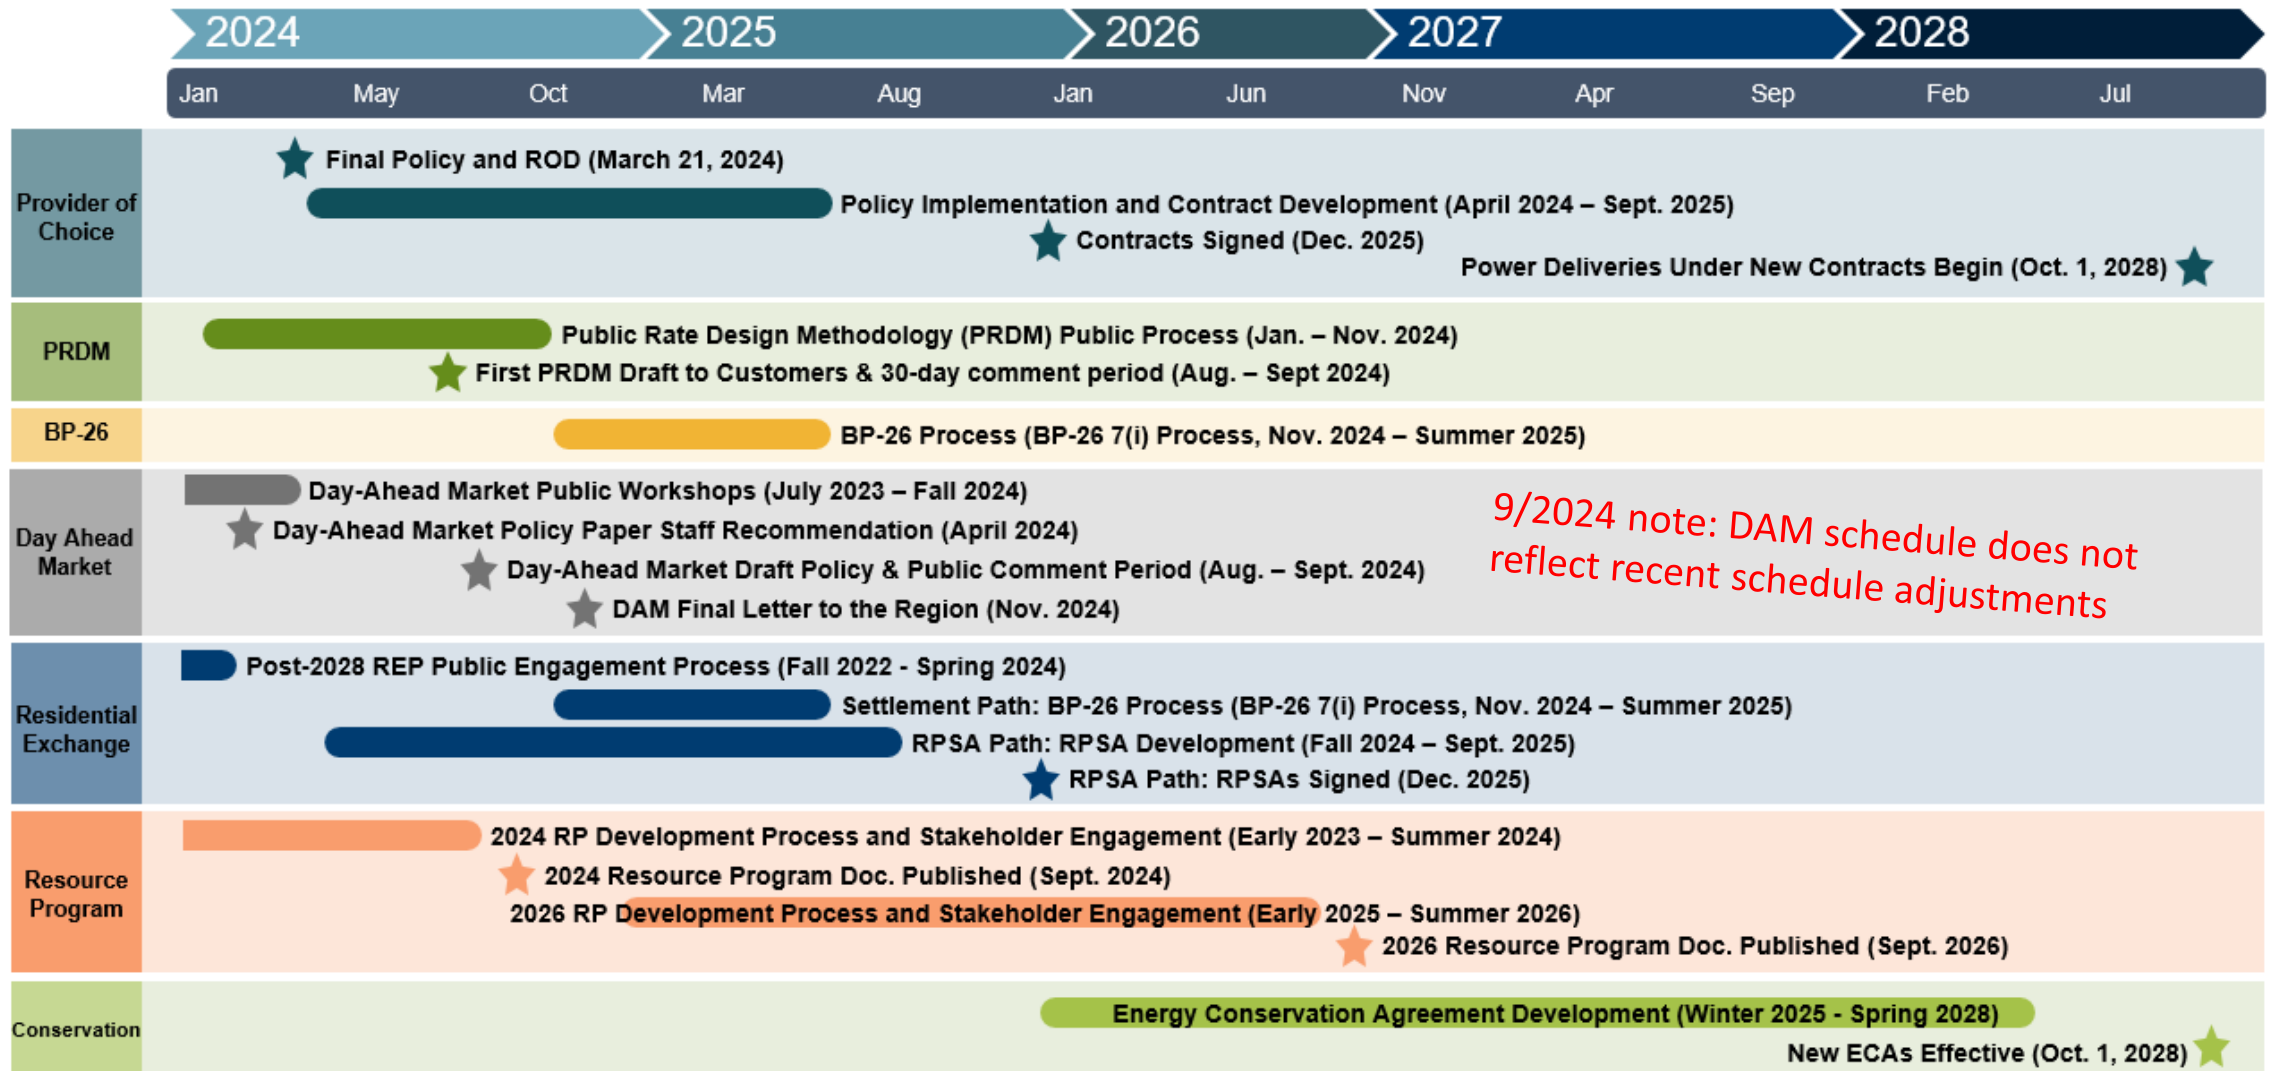 2024 2025 2026 2027 2028
Jan May Oct Mar Aug Jan Jun Nov Apr Sep Feb Jul
Provider of
Choice
Final Policy and ROD (March 21, 2024)
Policy Implementation and Contract Development (April 2024 – Sept. 2025)
Contracts Signed (Dec. 2025)
Power Deliveries Under New Contracts Begin (Oct. 1, 2028)
PRDM
Public Rate Design Methodology (PRDM) Public Process (Jan. – Nov. 2024)
First PRDM Draft to Customers & 30-day comment period (Aug. – Sept 2024)
BP-26
BP-26 Process (BP-26 7(i) Process, Nov. 2024 – Summer 2025)
Day Ahead
Market
Day-Ahead Market Public Workshops (July 2023 – Fall 2024)
Day-Ahead Market Policy Paper Staff Recommendation (April 2024)
Day-Ahead Market Draft Policy & Public Comment Period (Aug. – Sept. 2024)
DAM Final Letter to the Region (Nov. 2024)
9/2024 note: DAM schedule does not
reflect recent schedule adjustments
Residential
Exchange
Post-2028 REP Public Engagement Process (Fall 2022 - Spring 2024)
Settlement Path: BP-26 Process (BP-26 7(i) Process, Nov. 2024 – Summer 2025)
RPSA Path: RPSA Development (Fall 2024 – Sept. 2025)
RPSA Path: RPSAs Signed (Dec. 2025)
Resource
Program
2024 RP Development Process and Stakeholder Engagement (Early 2023 – Summer 2024)
2024 Resource Program Doc. Published (Sept. 2024)
2026 RP Development Process and Stakeholder Engagement (Early 2025 – Summer 2026)
2026 Resource Program Doc. Published (Sept. 2026)
Conservation
Energy Conservation Agreement Development (Winter 2025 - Spring 2028)
New ECAs Effective (Oct. 1, 2028)